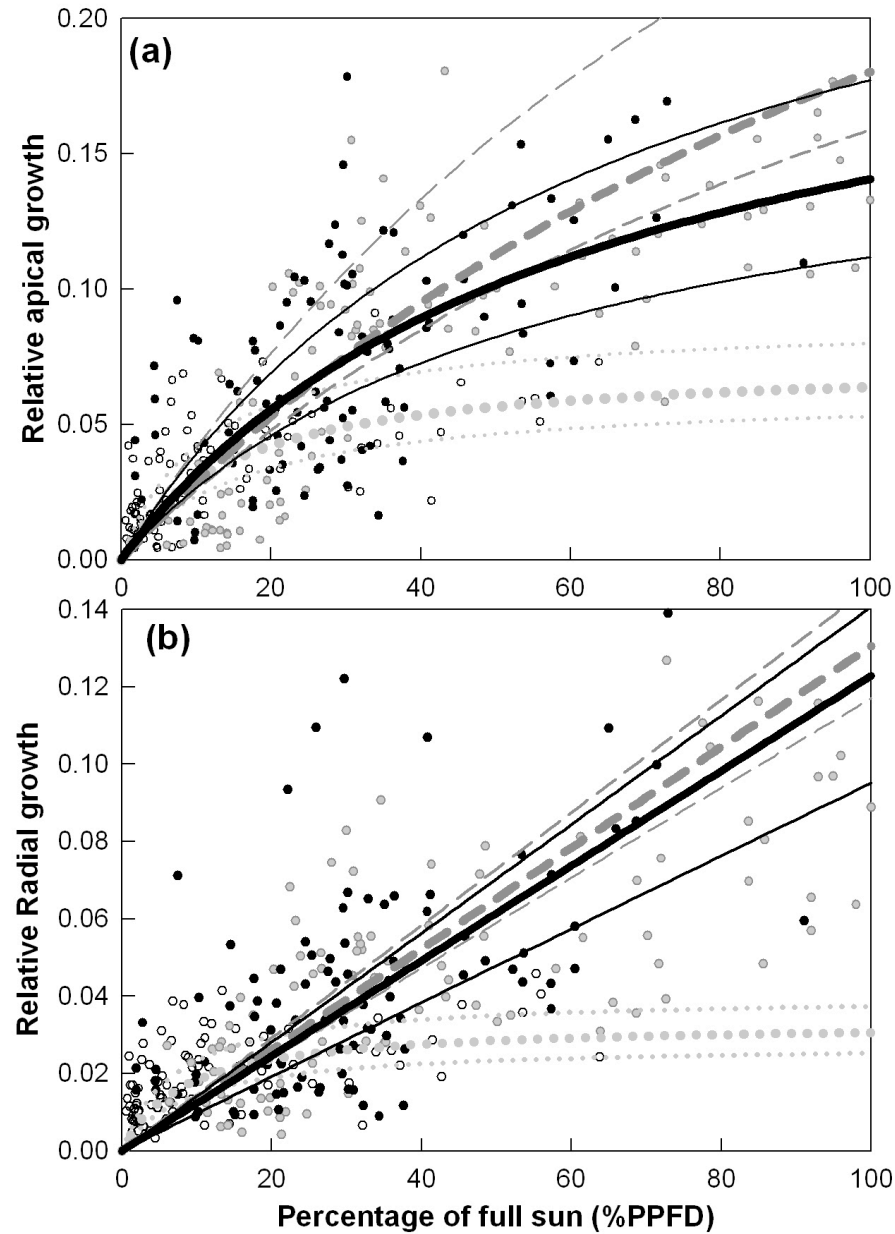 (a)
Relative apical growth
0.20
0.15
0.10
0.05
0.00
0 20 40 60 80 100
(b)
Relative Radial growth
0.14
0.12
0.10
0.08
0.06
0.04
0.02
0.00
0 20 40 60 80 100
Percentage of full sun (%PPFD)